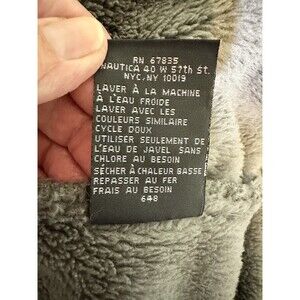 RN 67835
NAUTICA 40 W 57th St.
NYC, NY 10019
LAVER À LA MACHINE
À L'EAU FROIDE
LAVER AVEC LES
COULEURS SIMILAIRE
CYCLE DOUX
UTILISER SEULEMENT DE
L'EAU DE JAVEL SANS
CHLORE AU BESOIN
SÉCHER À CHALEUR BASSE
REPASSER AU FER
FRAIS AU BESOIN
648